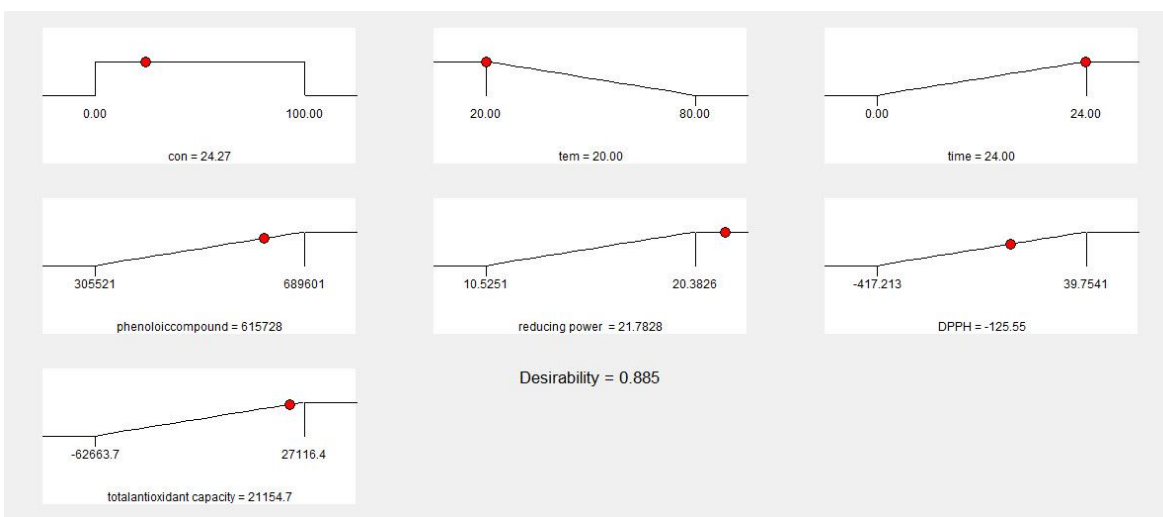 0.00 100.00
con = 24.27
20.00 80.00
tem = 20.00
0.00 24.00
time = 24.00
305521 689601
phenoloiccompound = 615728
10.5251 20.3826
reducing power = 21.7828
-417.213 39.7541
DPPH = -125.55
-62663.7 27116.4
totalantioxidant capacity = 21154.7
Desirability = 0.885